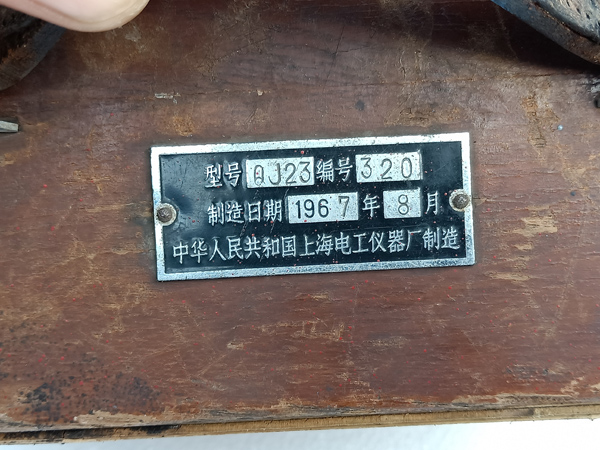 型号 QJ23 编号 320
制造日期 1967 年 8 月
中华人民共和国上海电工仪器厂制造